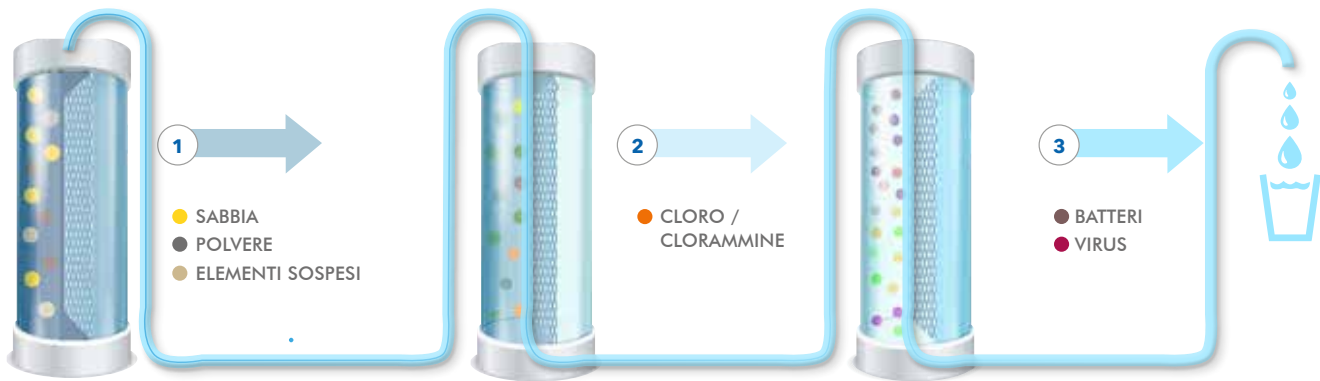 1
SABBIA
POLVERE
ELEMENTI SOSPESI
2
CLORO /
CLORAMMINE
3
BATTERI
VIRUS